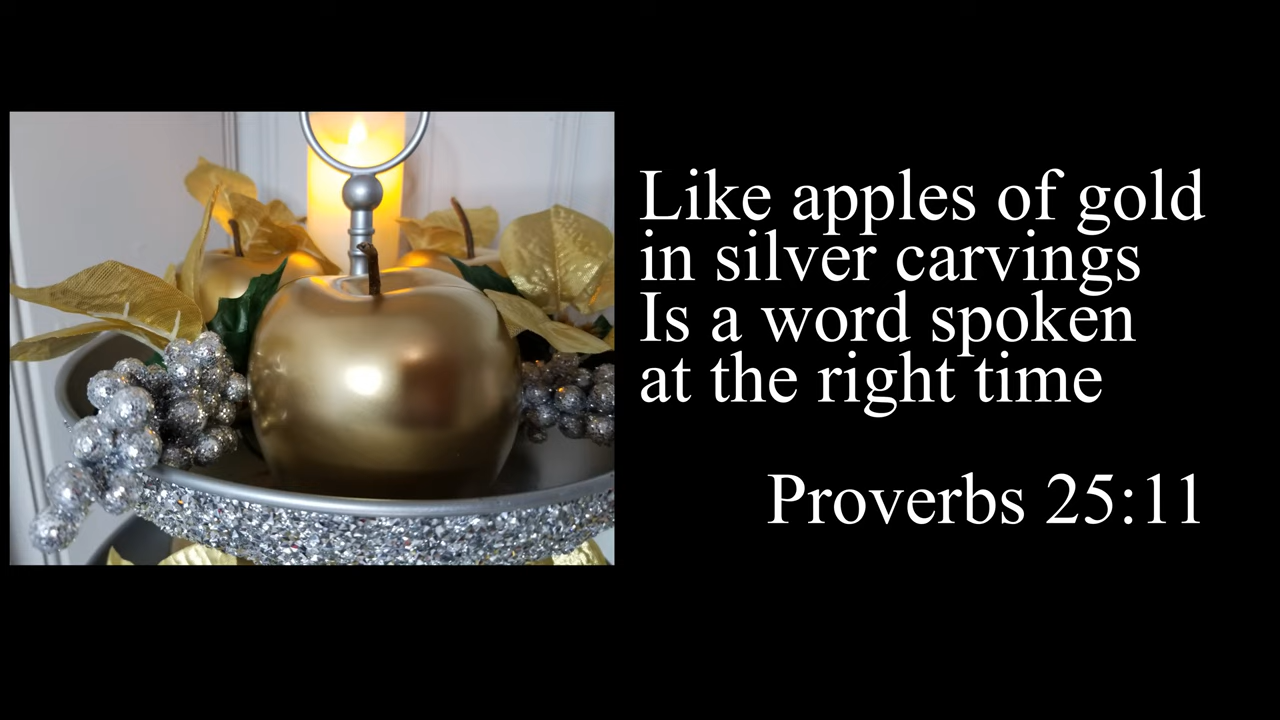 Like apples of gold
in silver carvings
Is a word spoken
at the right time
Proverbs 25:11